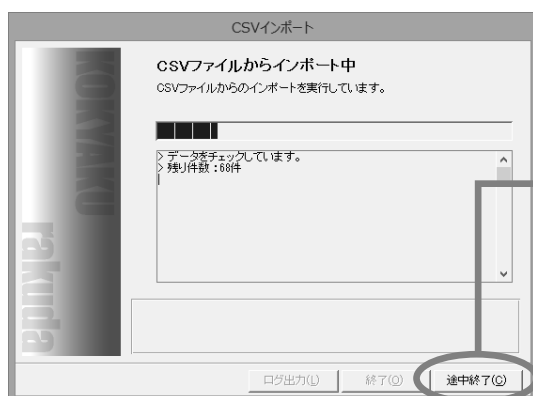 CSVインポート
KOKYAKU
rakuda
CSVファイルからインポート中
CSVファイルからのインポートを実行しています。
> データをチェックしています。
> 残り件数：68件
ログ出力(L)
終了(O)
途中終了(C)